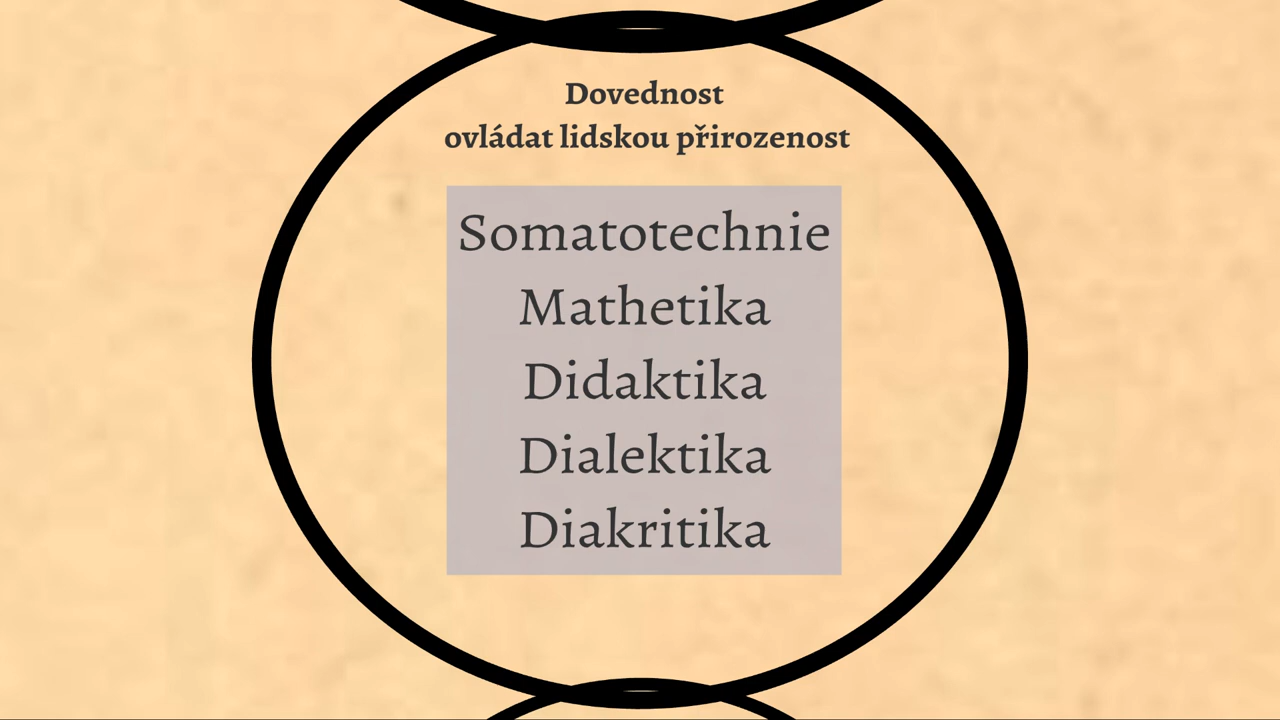 Dovednost
ovládat lidskou přirozenost
Somatotechnie
Mathetika
Didaktika
Dialektika
Diakritika